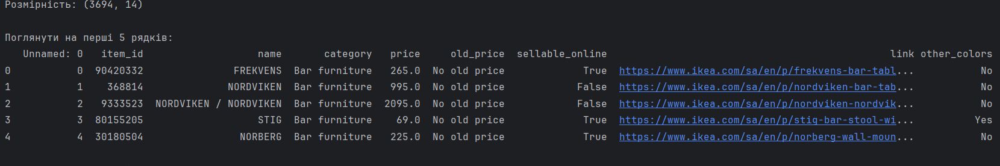 Розмірність: (3694, 14)
Поглянути на перші 5 рядків:
Unnamed: 0 item_id name category price old_price sellable_online link other_colors
0 0 90420332 FREKVENS Bar furniture 265.0 No old price True https://www.ikea.com/sa/en/p/frekvens-bar-tabl... No
1 1 368814 NORDVIKEN Bar furniture 995.0 No old price False https://www.ikea.com/sa/en/p/nordviken-bar-tab... No
2 2 9333523 NORDVIKEN / NORDVIKEN Bar furniture 2095.0 No old price False https://www.ikea.com/sa/en/p/nordviken-nordvik... No
3 3 80155205 STIG Bar furniture 69.0 No old price True https://www.ikea.com/sa/en/p/stig-bar-stool-wi... Yes
4 4 30180504 NORBERG Bar furniture 225.0 No old price True https://www.ikea.com/sa/en/p/norberg-wall-moun... No